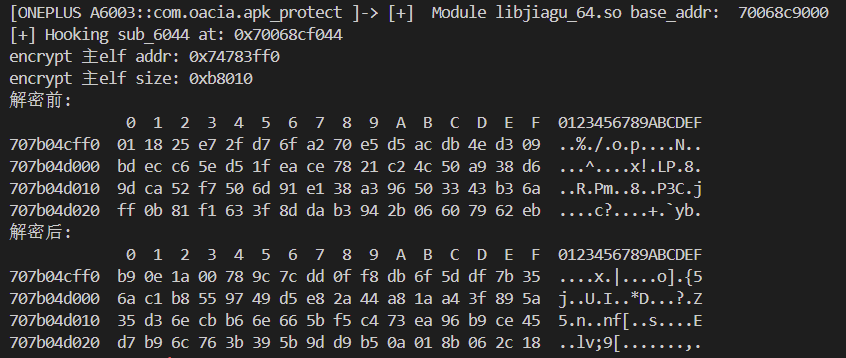 [ONEPLUS A6003::com.oacia.apk_protect ]-> [+]  Module libjiagu_64.so base_addr:  70068c9000
[+] Hooking sub_6044 at: 0x70068cf044
encrypt 主elf addr: 0x74783ff0
encrypt 主elf size: 0xb8010
解密前:
             0  1  2  3  4  5  6  7  8  9  A  B  C  D  E  F  0123456789ABCDEF
707b04cff0  01 18 25 e7 2f d7 6f a2 70 e5 d5 ac db 4e d3 09  ..%./.o.p....N..
707b04d000  bd ec c6 5e d5 1f ea ce 78 21 c2 4c 50 a9 38 d6  ...^....x!.LP.8.
707b04d010  9d ca 52 f7 50 6d 91 e1 38 a3 96 50 33 43 b3 6a  ..R.Pm..8..P3C.j
707b04d020  ff 0b 81 f1 63 3f 8d da b3 94 2b 06 60 79 62 eb  ....c?....+.`yb.
解密后:
             0  1  2  3  4  5  6  7  8  9  A  B  C  D  E  F  0123456789ABCDEF
707b04cff0  b9 0e 1a 00 78 9c 7c dd 0f f8 db 6f 5d df 7b 35  ....x.|....o].{5
707b04d000  6a c1 b8 55 97 49 d5 e8 2a 44 a8 1a a4 3f 89 5a  j..U.I..*D...?.Z
707b04d010  35 d3 6e cb b6 6e 66 5b f5 c4 73 ea 96 b9 ce 45  5.n..nf[..s....E
707b04d020  d7 b9 6c 76 3b 39 5b 9d d9 b5 0a 01 8b 06 2c 18  ..lv;9[.......,.